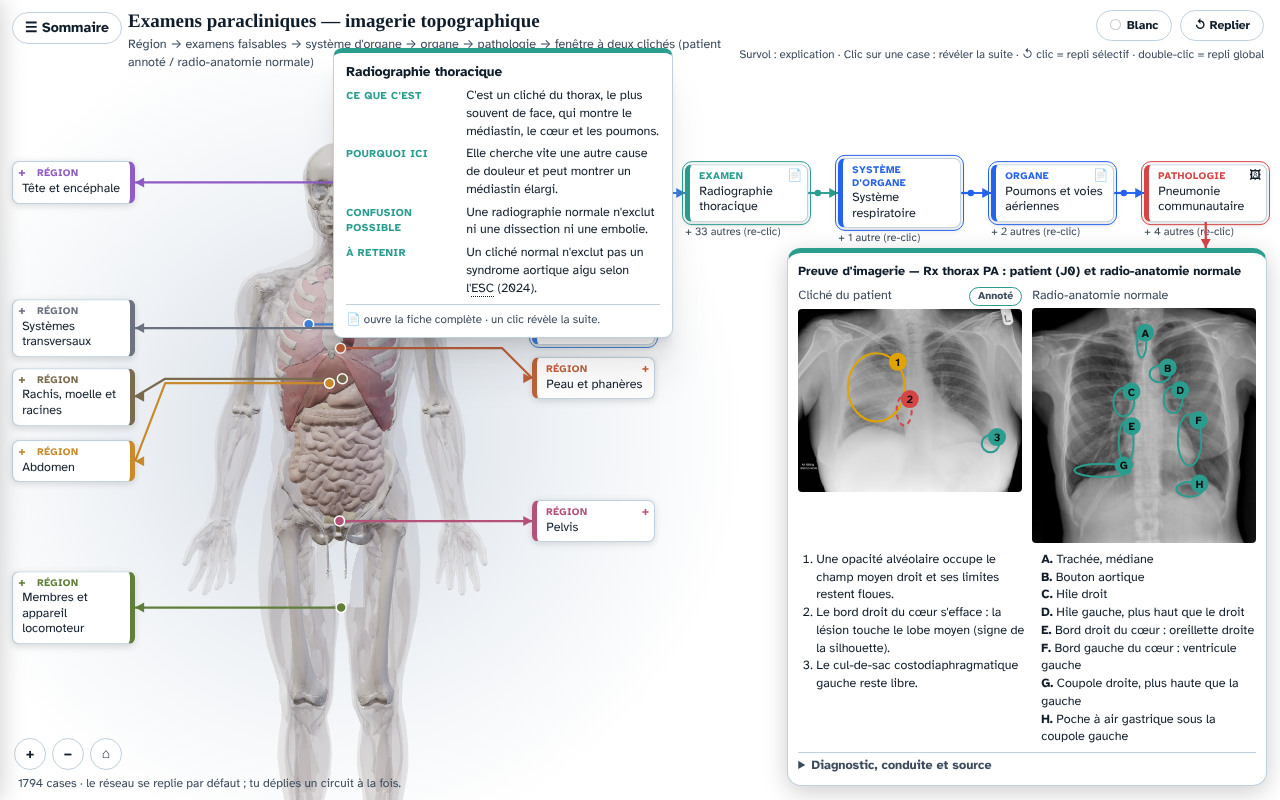 ☰ Sommaire
Examens paracliniques — imagerie topographique
Région → examens faisables → système d'organe → organe → pathologie → fenêtre à deux clichés (patient
annoté / radio-anatomie normale)
Blanc
↺ Replier
Survol : explication · Clic sur une case : révéler la suite · ↺ clic = repli sélectif · double-clic = repli global
Radiographie thoracique
CE QUE C'EST
C'est un cliché du thorax, le plus
souvent de face, qui montre le
médiastin, le cœur et les poumons.
POURQUOI ICI
Elle cherche vite une autre cause
de douleur et peut montrer un
médiastin élargi.
CONFUSION
POSSIBLE
Une radiographie normale n'exclut
ni une dissection ni une embolie.
À RETENIR
Un cliché normal n'exclut pas un
syndrome aortique aigu selon
l'ESC (2024).
📄 ouvre la fiche complète · un clic révèle la suite.
+ RÉGION
Tête et encéphale
+ RÉGION
Systèmes
transversaux
+ RÉGION
Rachis, moelle et
racines
+ RÉGION
Abdomen
+ RÉGION
Membres et
appareil
locomoteur
RÉGION +
Peau et phanères
RÉGION +
Pelvis
EXAMEN 📄
Radiographie
thoracique
+ 33 autres (re-clic)
SYSTÈME
D'ORGANE
Système
respiratoire
+ 1 autre (re-clic)
ORGANE 📄
Poumons et voies
aériennes
+ 2 autres (re-clic)
PATHOLOGIE 🖼
Pneumonie
communautaire
+ 4 autres (re-clic)
Preuve d'imagerie — Rx thorax PA : patient (J0) et radio-anatomie normale
Cliché du patient
Annoté
Radio-anatomie normale
L
1
2
3
A
B
C
D
E
F
G
H
1. Une opacité alvéolaire occupe le
champ moyen droit et ses limites
restent floues.
2. Le bord droit du cœur s'efface : la
lésion touche le lobe moyen (signe de
la silhouette).
3. Le cul-de-sac costodiaphragmatique
gauche reste libre.
A. Trachée, médiane
B. Bouton aortique
C. Hile droit
D. Hile gauche, plus haut que le droit
E. Bord droit du cœur : oreillette droite
F. Bord gauche du cœur : ventricule
gauche
G. Coupole droite, plus haute que la
gauche
H. Poche à air gastrique sous la
coupole gauche
▶ Diagnostic, conduite et source
+
−
⌂
1794 cases · le réseau se replie par défaut ; tu déplies un circuit à la fois.